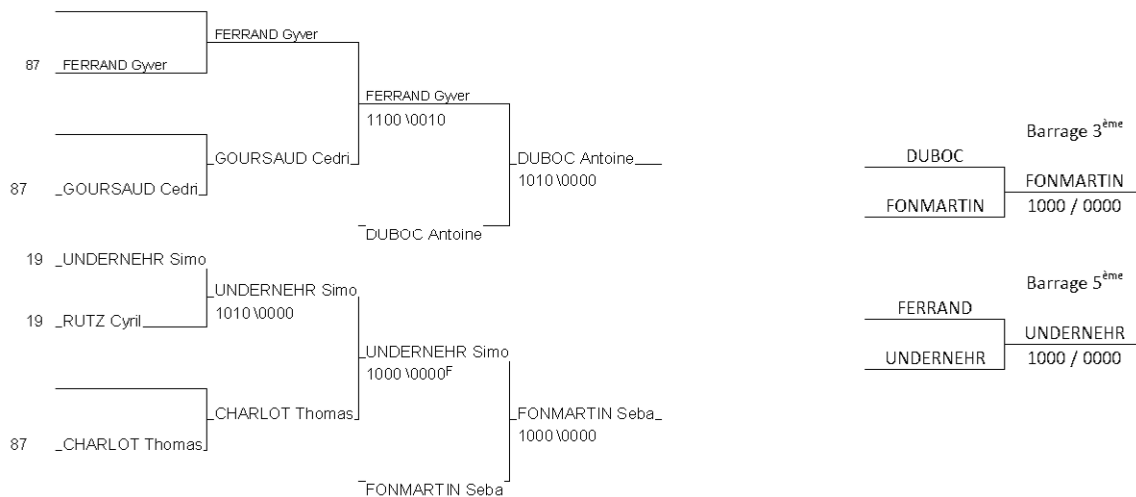 FERRAND Gyver
87 FERRAND Gyver
FERRAND Gyver
1100 \0010
GOURSAUD Cedri
87 GOURSAUD Cedri
DUBOC Antoine
1010 \0000
DUBOC Antoine
19 UNDERNEHR Simo
UNDERNEHR Simo
1010 \0000
19 RUTZ Cyril
UNDERNEHR Simo
1000 \0000F
CHARLOT Thomas
87 CHARLOT Thomas
FONMARTIN Seba
1000 \0000
FONMARTIN Seba
Barrage 3ème
DUBOC
FONMARTIN
FONMARTIN
1000 / 0000
Barrage 5ème
FERRAND
UNDERNEHR
UNDERNEHR
1000 / 0000